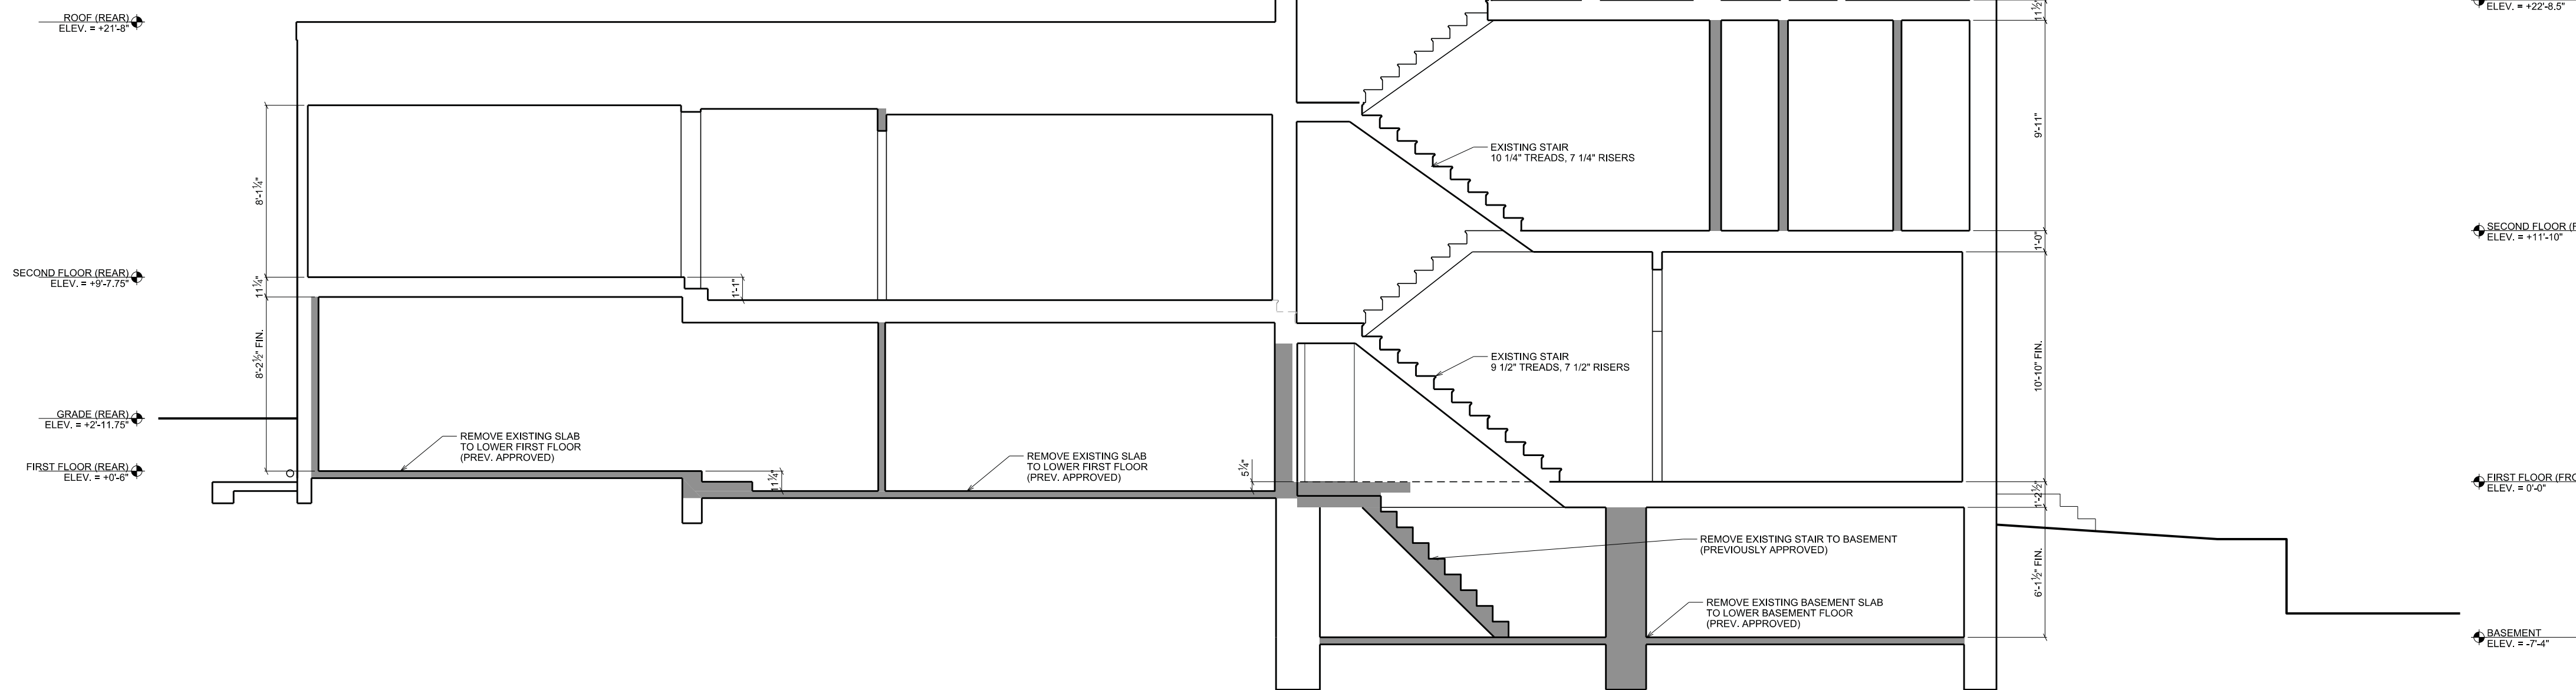 ROOF (REAR)
ELEV. = +21'-8"
SECOND FLOOR (REAR)
ELEV. = +9'-7.75"
GRADE (REAR)
ELEV. = +2'-11.75"
FIRST FLOOR (REAR)
ELEV. = +0'-6"
8'-1¼"
11¼"
8'-2½" FIN.
1'-1"
REMOVE EXISTING SLAB
TO LOWER FIRST FLOOR
(PREV. APPROVED)
11¼"
REMOVE EXISTING SLAB
TO LOWER FIRST FLOOR
(PREV. APPROVED)
5¼"
EXISTING STAIR
10 1/4" TREADS, 7 1/4" RISERS
EXISTING STAIR
9 1/2" TREADS, 7 1/2" RISERS
REMOVE EXISTING STAIR TO BASEMENT
(PREVIOUSLY APPROVED)
REMOVE EXISTING BASEMENT SLAB
TO LOWER BASEMENT FLOOR
(PREV. APPROVED)
11½"
9'-11"
1'-0"
10'-10" FIN.
1'-2½"
6'-1½" FIN.
ELEV. = +22'-8.5"
SECOND FLOOR (F
ELEV. = +11'-10"
FIRST FLOOR (FRO
ELEV. = 0'-0"
BASEMENT
ELEV. = -7'-4"